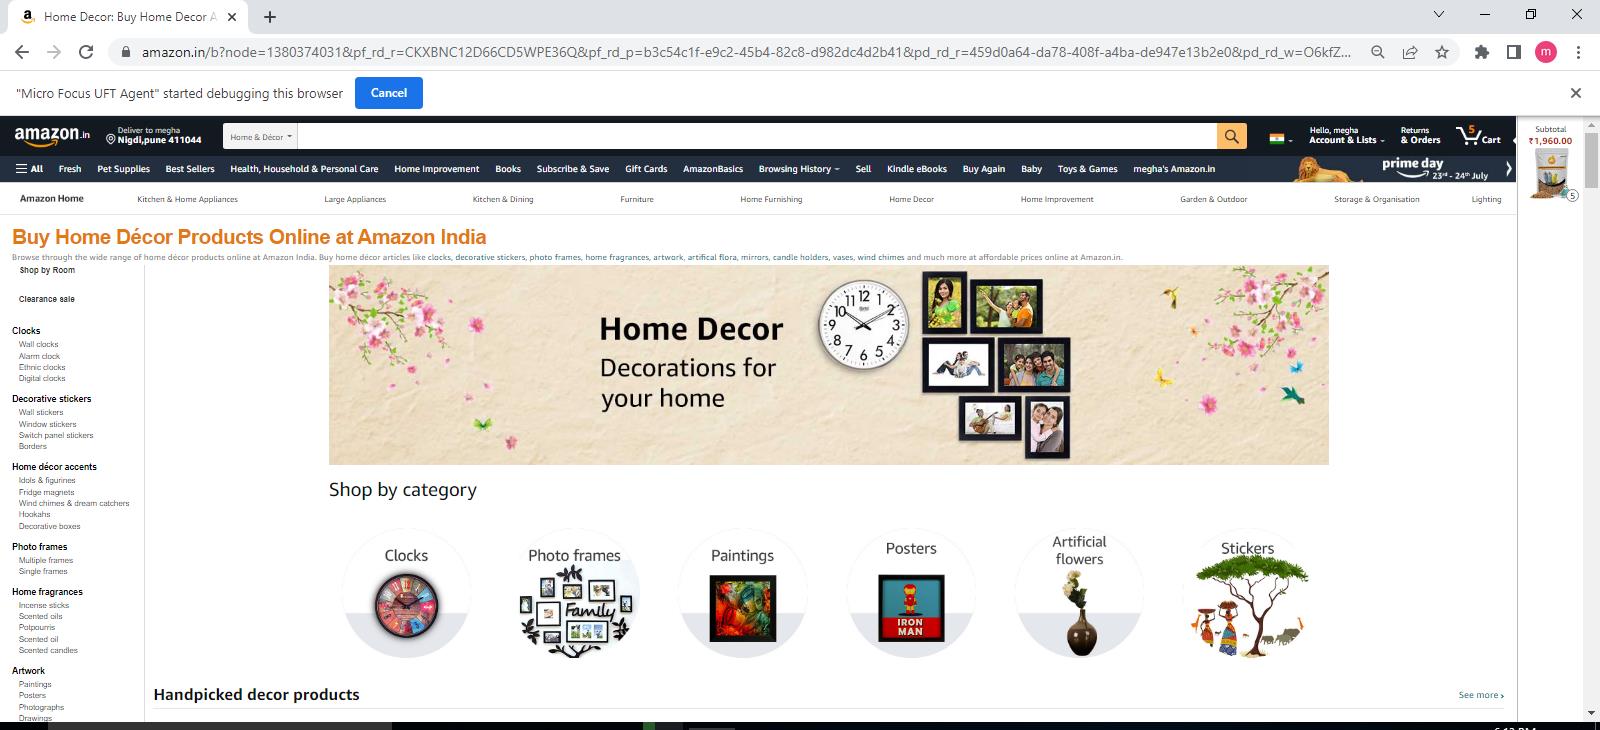 Home Decor: Buy Home Decor A
amazon.in/b?node=1380374031&pf_rd_r=CKXBNC12D66CD5WPE36Q&pf_rd_p=b3c54c1f-e9c2-45b4-82c8-d982dc4d2b41&pd_rd_r=459d0a64-da78-408f-a4ba-de947e13b2e0&pd_rd_w=O6kfZ...
m
"Micro Focus UFT Agent" started debugging this browser Cancel
amazon.in
Deliver to megha
Nigdi,pune 411044
Home & Décor
Hello, megha
Account & Lists
Returns
& Orders
5
Cart
Subtotal
₹1,960.00
5
All Fresh Pet Supplies Best Sellers Health, Household & Personal Care Home Improvement Books Subscribe & Save Gift Cards AmazonBasics Browsing History Sell Kindle eBooks Buy Again Baby Toys & Games megha's Amazon.in
prime day
23rd - 24th July
Amazon Home Kitchen & Home Appliances Large Appliances Kitchen & Dining Furniture Home Furnishing Home Decor Home Improvement Garden & Outdoor Storage & Organisation Lighting
Buy Home Décor Products Online at Amazon India
Browse through the wide range of home décor products online at Amazon India. Buy home décor articles like clocks, decorative stickers, photo frames, home fragrances, artwork, artifical flora, mirrors, candle holders, vases, wind chimes and much more at affordable prices online at Amazon.in.
Shop by Room
Clearance sale
Clocks
Wall clocks
Alarm clock
Ethnic clocks
Digital clocks
Decorative stickers
Wall stickers
Window stickers
Switch panel stickers
Borders
Home décor accents
Idols & figurines
Fridge magnets
Wind chimes & dream catchers
Hookahs
Decorative boxes
Photo frames
Multiple frames
Single frames
Home fragrances
Incense sticks
Scented oils
Potpourris
Scented oil
Scented candles
Artwork
Paintings
Posters
Photographs
Drawings
Home Decor
Decorations for
your home
12 1 2 3 4 5 6 7 8 9 10 11
Shop by category
Clocks
Photo frames
Family
Paintings
Posters
IRON
MAN
Artificial
flowers
Stickers
Handpicked decor products
See more